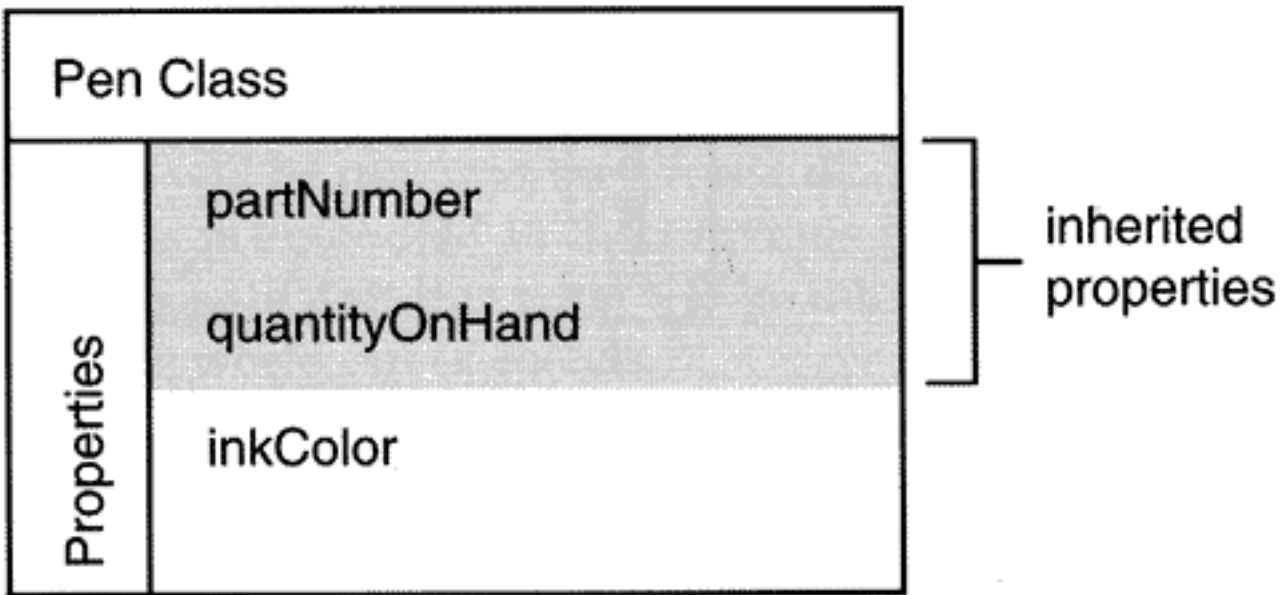 Pen Class
Properties
partNumber
quantityOnHand
inkColor
inherited
properties